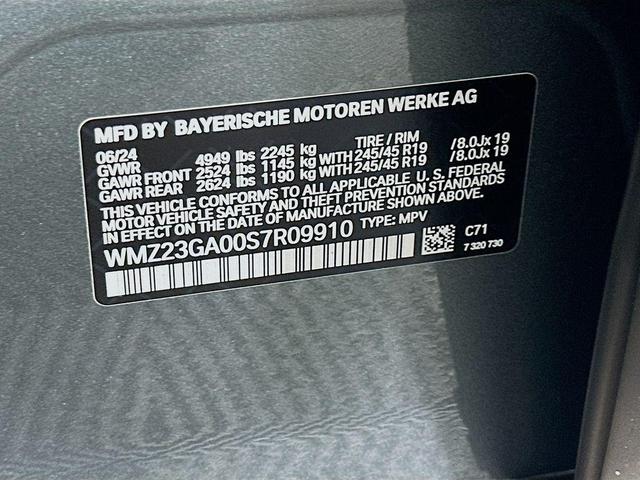 MFD BY BAYERISCHE MOTOREN WERKE AG
06/24 TIRE / RIM
GVWR 4949 lbs 2245 kg
GAWR FRONT 2524 lbs 1145 kg WITH 245/45 R19 /8.0Jx 19
GAWR REAR 2624 lbs 1190 kg WITH 245/45 R19 /8.0Jx 19
THIS VEHICLE CONFORMS TO ALL APPLICABLE U. S. FEDERAL
MOTOR VEHICLE SAFETY AND THEFT PREVENTION STANDARDS
IN EFFECT ON THE DATE OF MANUFACTURE SHOWN ABOVE.
WMZ23GA00S7R09910 TYPE: MPV
C71
7 320 730